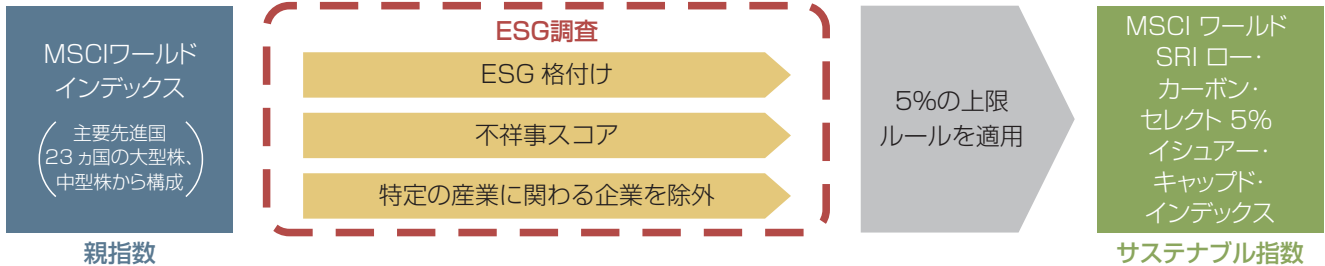 MSCIワールド
インデックス
(主要先進国
23ヵ国の大型株、
中型株から構成)
親指数
ESG調査
ESG 格付け
不祥事スコア
特定の産業に関わる企業を除外
5%の上限
ルールを適用
MSCI ワールド
SRI ロー・
カーボン・
セレクト 5%
イシュアー・
キャップド・
インデックス
サステナブル指数